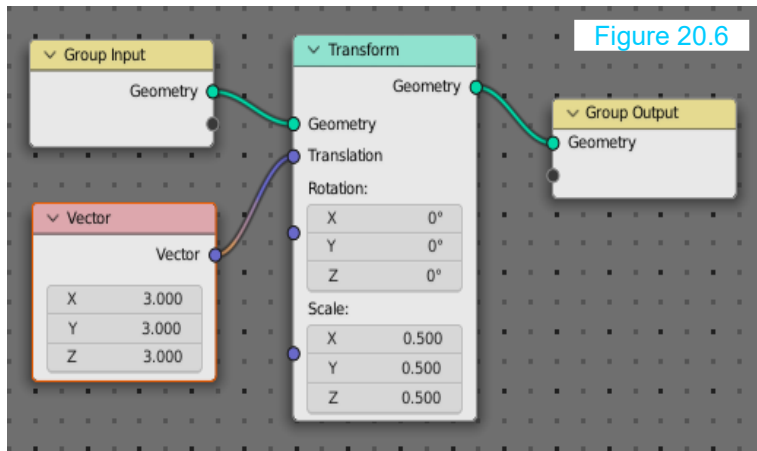 Figure 20.6
Group Input
Geometry
Vector
Vector
X 3.000
Y 3.000
Z 3.000
Transform
Geometry
Geometry
Translation
Rotation:
X 0°
Y 0°
Z 0°
Scale:
X 0.500
Y 0.500
Z 0.500
Group Output
Geometry